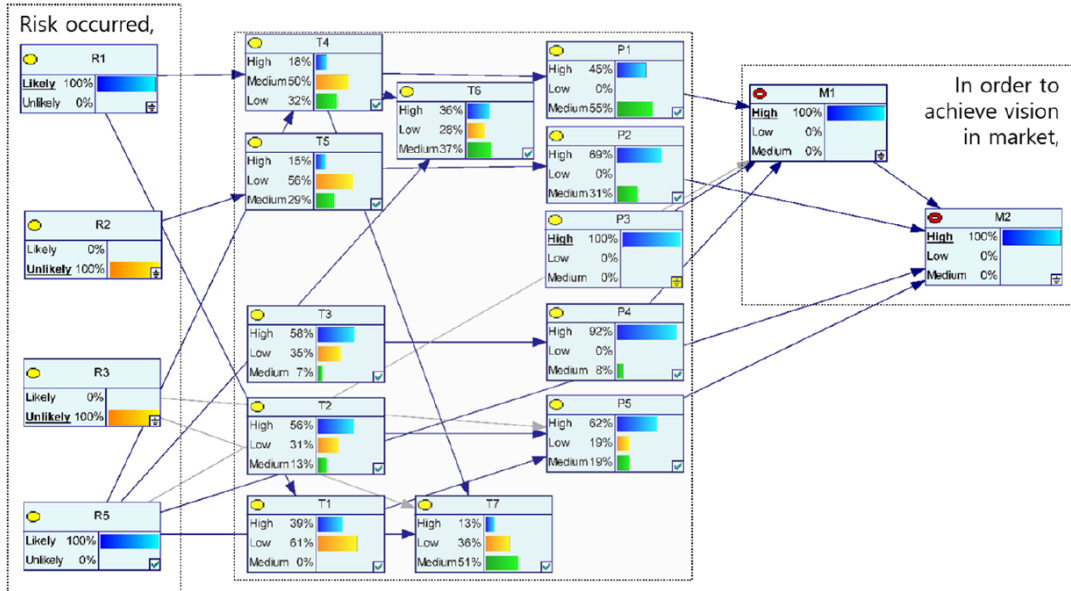 Risk occurred,
R1
Likely 100%
Unlikely 0%
R2
Likely 0%
Unlikely 100%
R3
Likely 0%
Unlikely 100%
R5
Likely 100%
Unlikely 0%
T4
High 18%
Medium 50%
Low 32%
T6
High 36%
Low 28%
Medium 37%
T5
High 15%
Low 56%
Medium 29%
T3
High 58%
Low 35%
Medium 7%
T2
High 56%
Low 31%
Medium 13%
T1
High 39%
Low 61%
Medium 0%
T7
High 13%
Low 36%
Medium 51%
P1
High 45%
Low 0%
Medium 55%
P2
High 69%
Low 0%
Medium 31%
P3
High 100%
Low 0%
Medium 0%
P4
High 92%
Low 0%
Medium 8%
P5
High 62%
Low 19%
Medium 19%
M1
High 100%
Low 0%
Medium 0%
In order to
achieve vision
in market,
M2
High 100%
Low 0%
Medium 0%